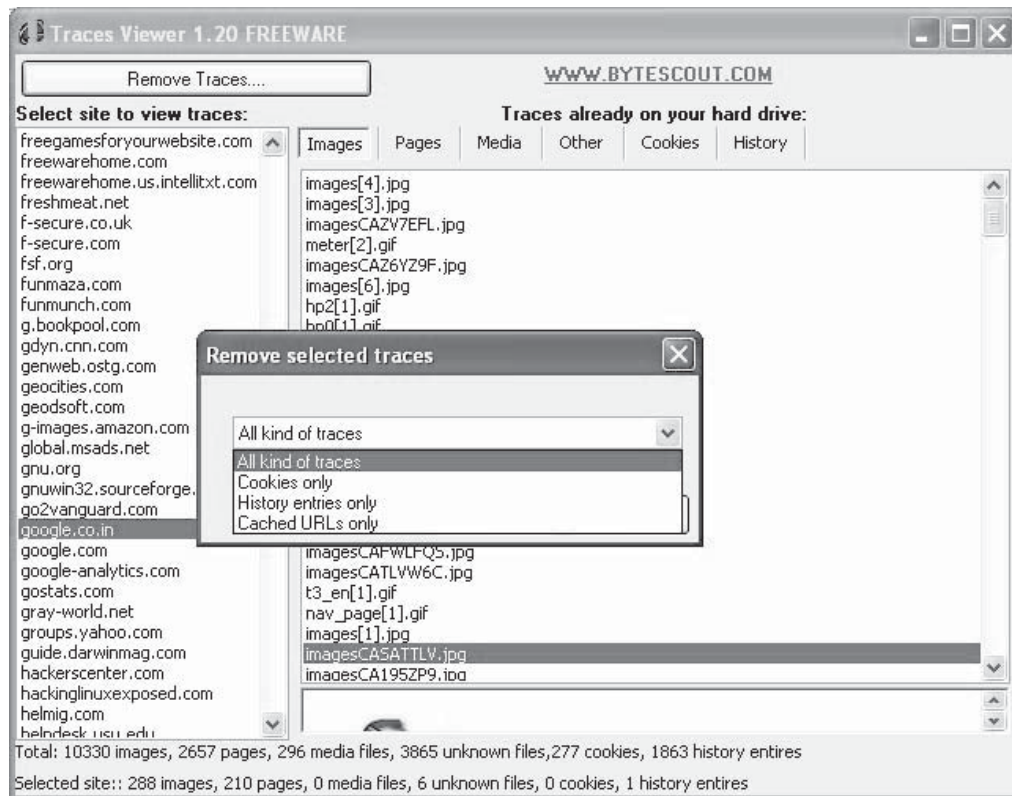 Traces Viewer 1.20 FREEWARE
Remove Traces....
WWW.BYTESCOUT.COM
Select site to view traces:
Traces already on your hard drive:
Images
Pages
Media
Other
Cookies
History
freegamesforyourwebsite.com
freewarehome.com
freewarehome.us.intellitxt.com
freshmeat.net
f-secure.co.uk
f-secure.com
fsf.org
funmaza.com
funmunch.com
g.bookpool.com
gdyn.cnn.com
genweb.ostg.com
geocities.com
geodsoft.com
g-images.amazon.com
global.msads.net
gnu.org
gnuwin32.sourceforge.
go2vanguard.com
google.co.in
google.com
google-analytics.com
gostats.com
gray-world.net
groups.yahoo.com
guide.darwinmag.com
hackerscenter.com
hackinglinuxexposed.com
helmig.com
helpdesk.usu.edu
images[4].jpg
images[3].jpg
imagesCAZV7EFL.jpg
meter[2].gif
imagesCAZ6YZ9F.jpg
images[6].jpg
hp2[1].gif
hp0[1].gif
Remove selected traces
All kind of traces
All kind of traces
Cookies only
History entries only
Cached URLs only
imagesCAFWLFQ5.jpg
imagesCATLVW6C.jpg
t3_en[1].gif
nav_page[1].gif
images[1].jpg
imagesCASATTLV.jpg
imagesCA195ZP9.jpg
Total: 10330 images, 2657 pages, 296 media files, 3865 unknown files,277 cookies, 1863 history entires
Selected site:: 288 images, 210 pages, 0 media files, 6 unknown files, 0 cookies, 1 history entires